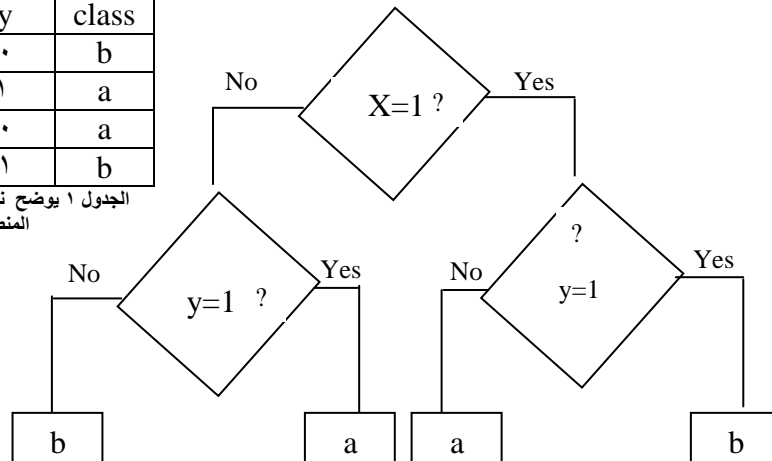 y class
٠ b
١ a
٠ a
١ b
الجدول ١ يوضح
X=1 ?
No Yes
y=1 ?
No Yes
?
y=1
No Yes
b a a b